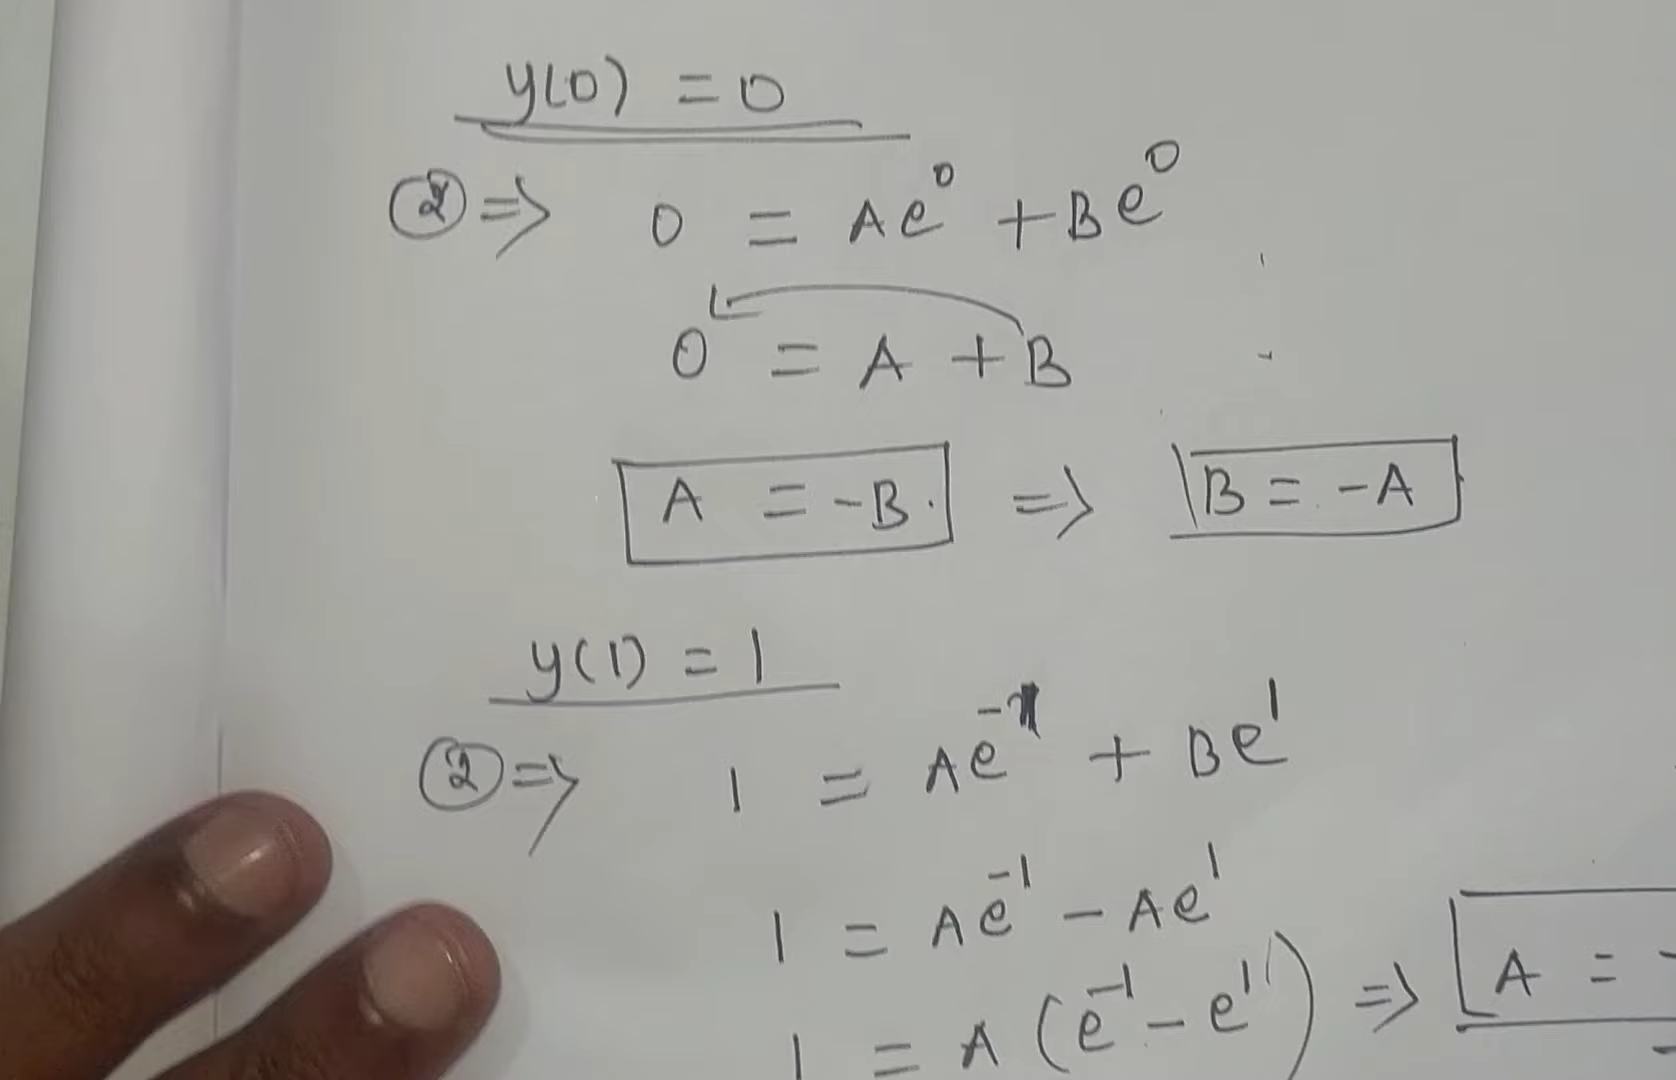 y(0) = 0
② ⇒ 0 = Ae⁰ + Be⁰
0 = A + B
A = -B. ⇒ B = -A
y(1) = 1
② ⇒ 1 = Ae⁻¹ + Be¹
1 = Ae⁻¹ - Ae¹
1 = A (e⁻¹ - e¹) ⇒ A =